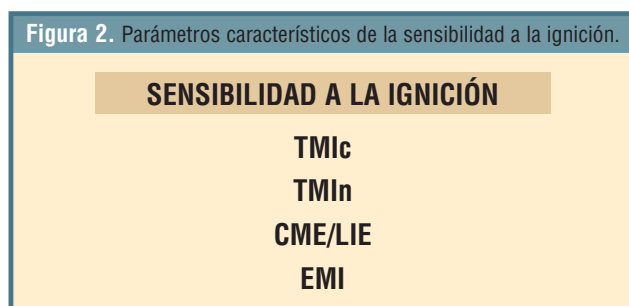 Figura 2. Parámetros característicos de la sensibilidad a la ignición.
SENSIBILIDAD A LA IGNICIÓN
TMIc
TMIn
CME/LIE
EMI